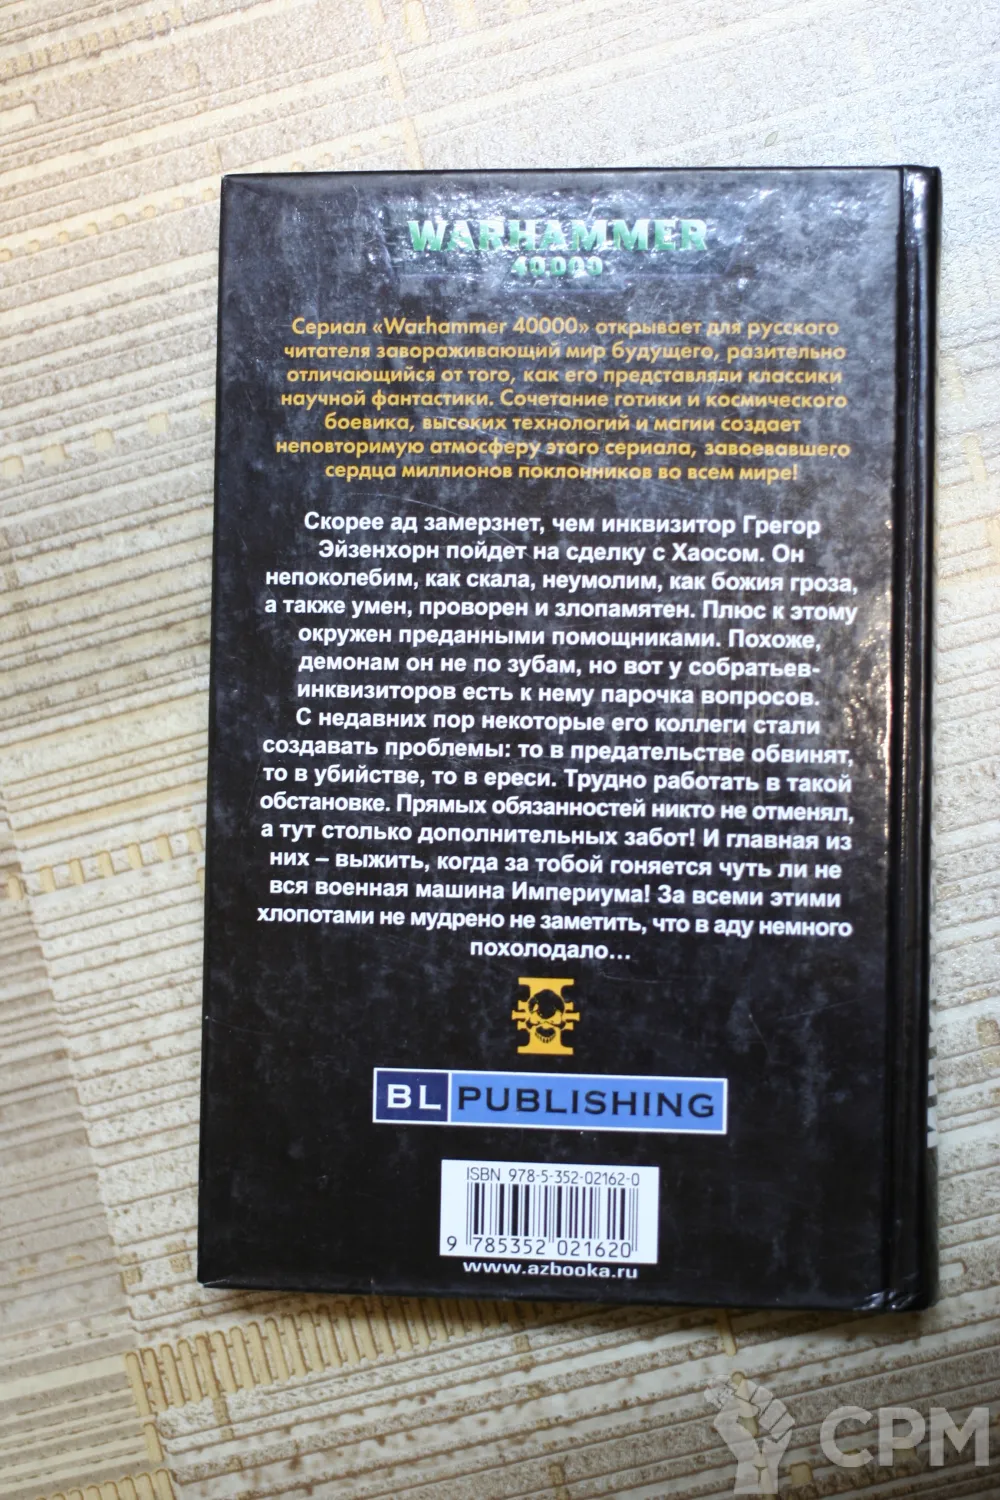 WARHAMMER
40.000
Сериал «Warhammer 40000» открывает для русского
читателя завораживающий мир будущего, разительно
отличающийся от того, как его представляли классики
научной фантастики. Сочетание готики и космического
боевика, высоких технологий и магии создает
неповторимую атмосферу этого сериала, завоевавшего
сердца миллионов поклонников во всем мире!
Скорее ад замерзнет, чем инквизитор Грегор
Эйзенхорн пойдет на сделку с Хаосом. Он
непоколебим, как скала, неумолим, как божия гроза,
а также умен, проворен и злопамятен. Плюс к этому
окружен преданными помощниками. Похоже,
демонам он не по зубам, но вот у собратьев-
инквизиторов есть к нему парочка вопросов.
С недавних пор некоторые его коллеги стали
создавать проблемы: то в предательстве обвинят,
то в убийстве, то в ереси. Трудно работать в такой
обстановке. Прямых обязанностей никто не отменял,
а тут столько дополнительных забот! И главная из
них – выжить, когда за тобой гоняется чуть ли не
вся военная машина Империума! За всеми этими
хлопотами не мудрено не заметить, что в аду немного
похолодало...
BL PUBLISHING
ISBN 978-5-352-02162-0
9 785352 021620
www.azbooka.ru
СРМ